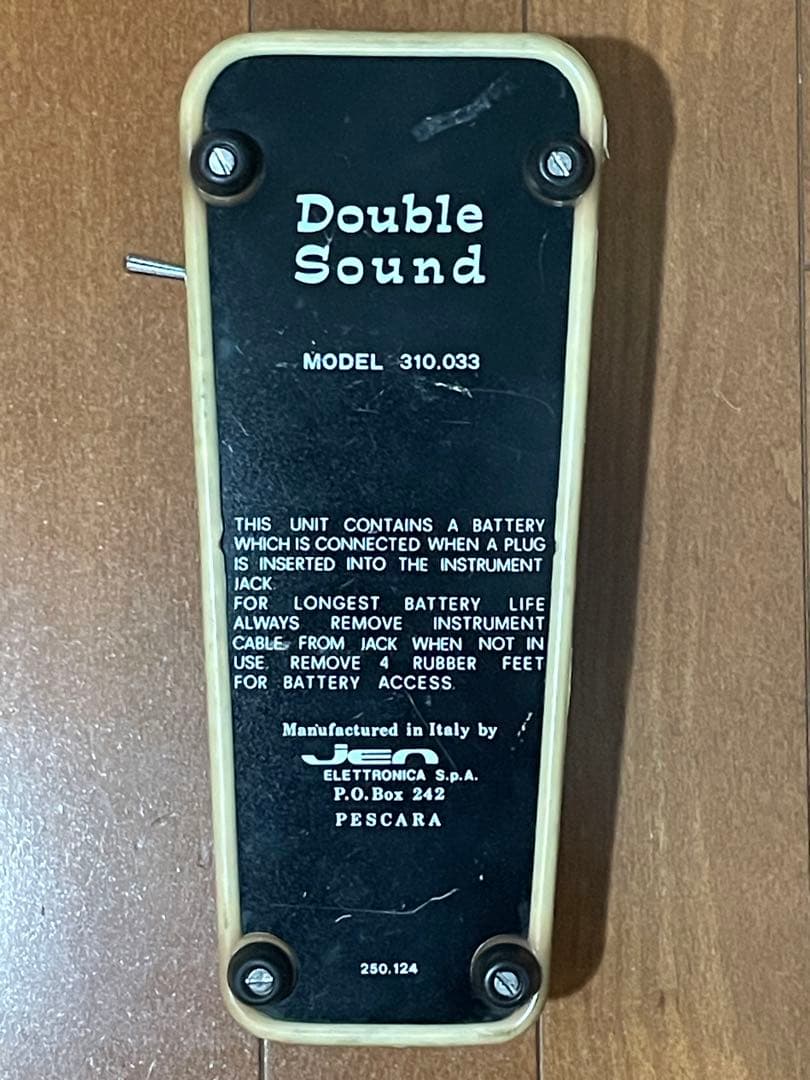 Double
Sound
MODEL 310.033
THIS UNIT CONTAINS A BATTERY
WHICH IS CONNECTED WHEN A PLUG
IS INSERTED INTO THE INSTRUMENT
JACK.
FOR LONGEST BATTERY LIFE
ALWAYS REMOVE INSTRUMENT
CABLE FROM JACK WHEN NOT IN
USE. REMOVE 4 RUBBER FEET
FOR BATTERY ACCESS.
Manufactured in Italy by
Jen
ELETTRONICA S.p.A.
P.O.Box 242
PESCARA
250.124